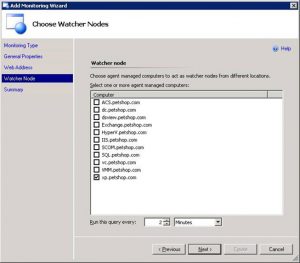 Add Monitoring Wizard
Choose Watcher Nodes
Monitoring Type
General Properties
Web Address
Watcher Node
Summary
Help
Watcher node
Choose agent managed computers to act as watcher nodes from different locations.
Select one or more agent managed computers:
Computer
ACS.petshop.com
dc.petshop.com
dpview.petshop.com
Exchange.petshop.com
HyperV.petshop.com
IIS.petshop.com
SCOM.petshop.com
SQL.petshop.com
vc.petshop.com
VMM.petshop.com
xp.petshop.com
Run this query every: 2 Minutes
< Previous Next > Create Cancel